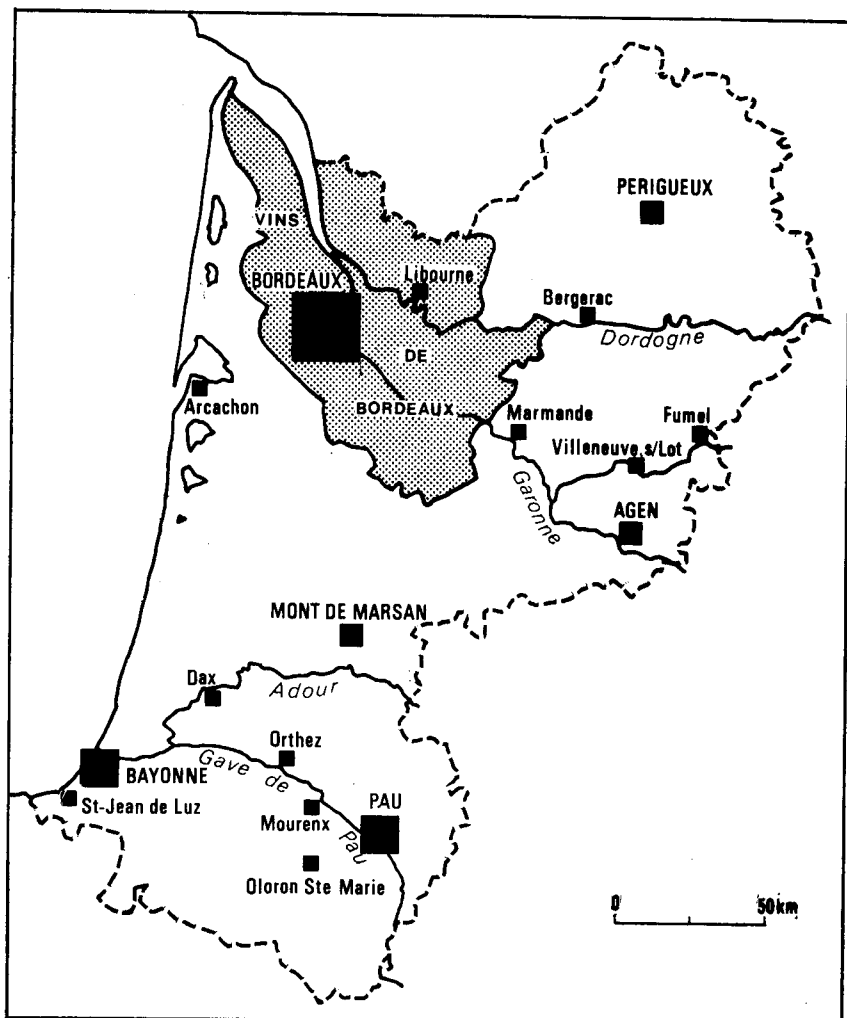 PERIGUEUX
VINS
BORDEAUX
Libourne
Bergerac
Dordogne
DE
Arcachon
BORDEAUX
Marmande
Fumel
Villeneuve s/Lot
Garonne
AGEN
MONT DE MARSAN
Dax
Adour
Orthez
Gave de
BAYONNE
St-Jean de Luz
PAU
Mourenx
Pau
Oloron Ste Marie
0 50km